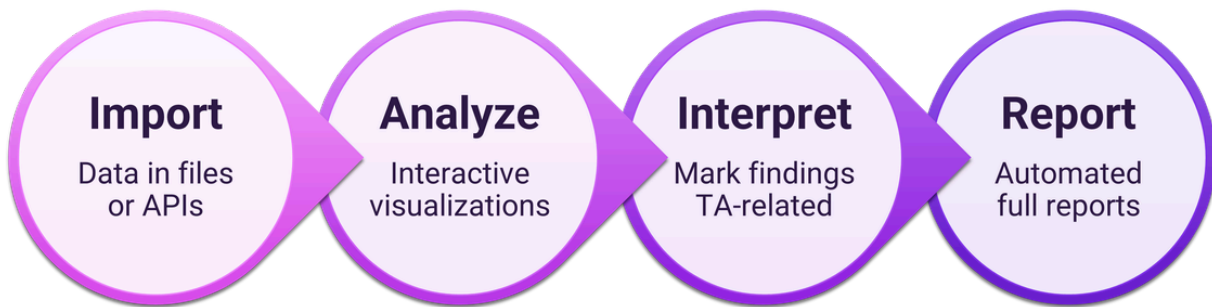 Import
Data in files
or APIs
Analyze
Interactive
visualizations
Interpret
Mark findings
TA-related
Report
Automated
full reports